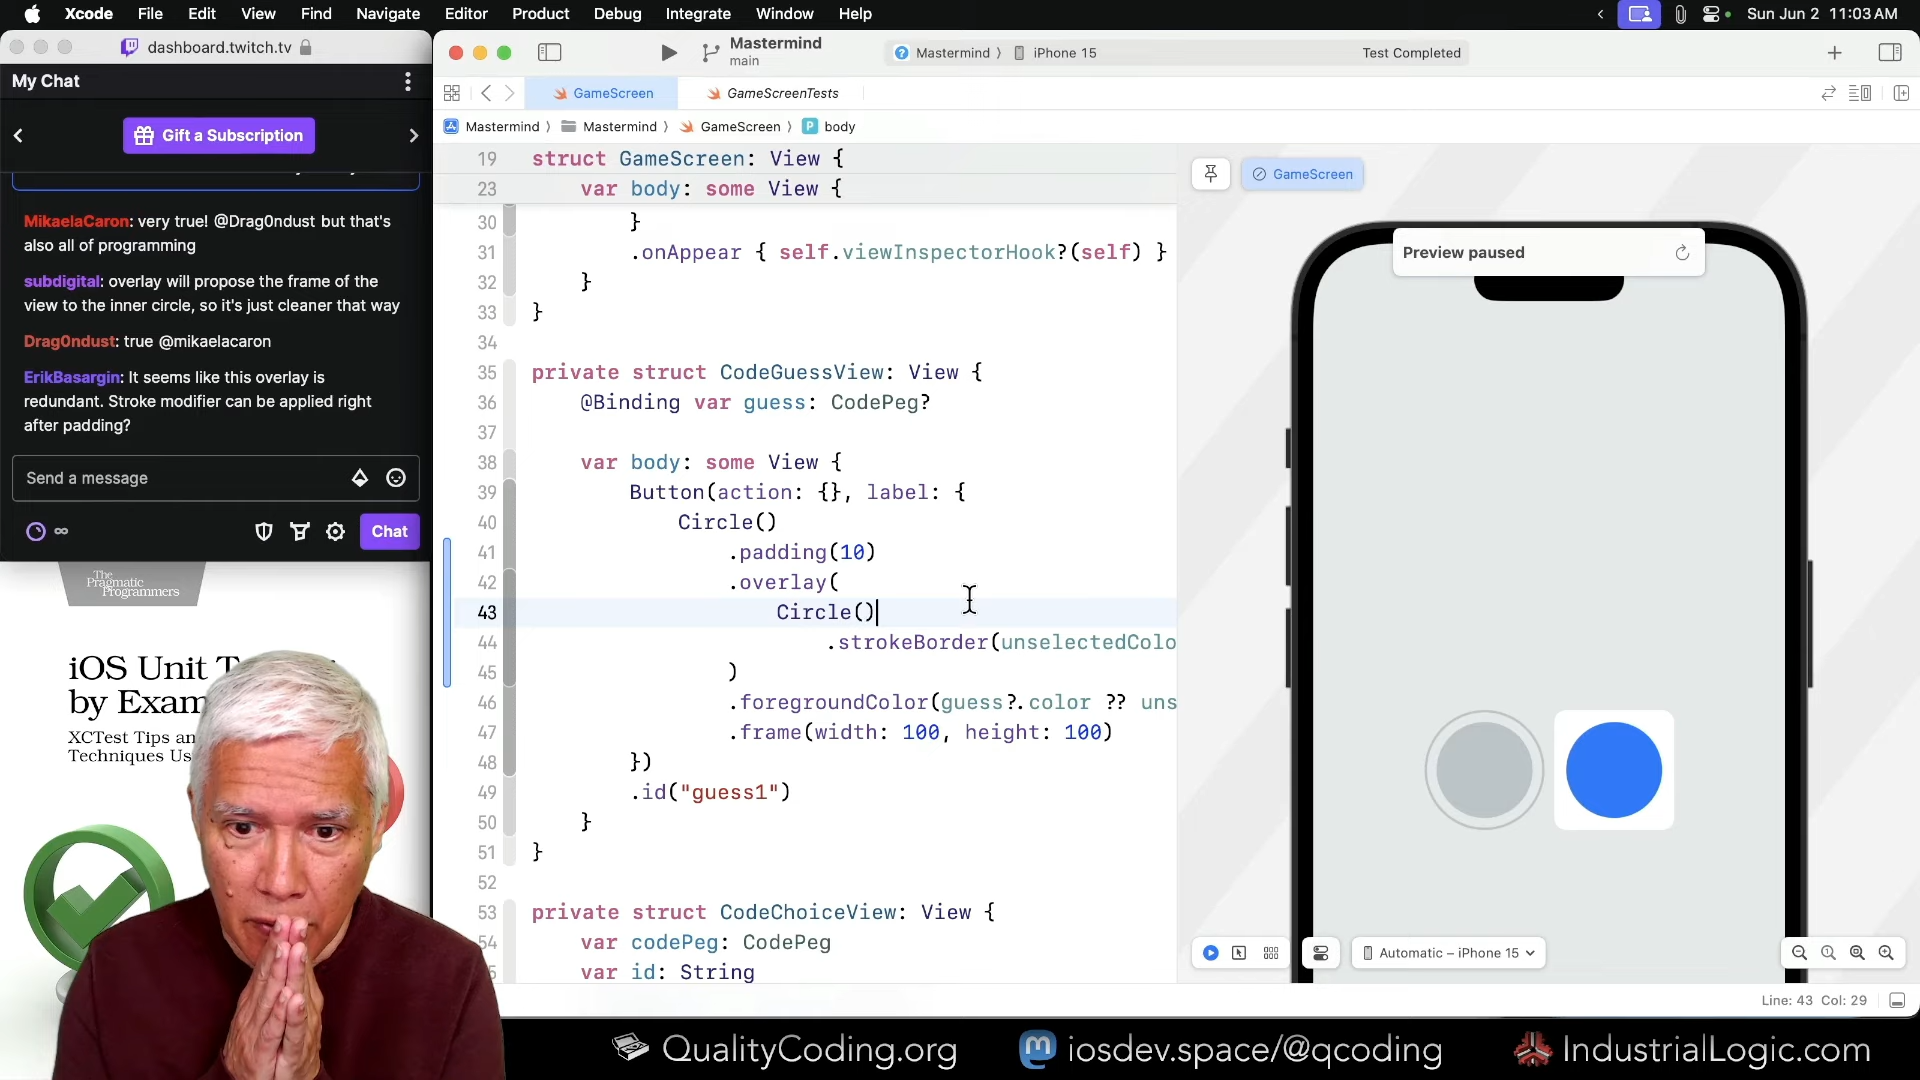 Xcode File Edit View Find Navigate Editor Product Debug Integrate Window Help
Sun Jun 2 11:03 AM
dashboard.twitch.tv
My Chat
Gift a Subscription
MikaelaCaron: very true! @Drag0ndust but that's
also all of programming
subdigital: overlay will propose the frame of the
view to the inner circle, so it's just cleaner that way
Drag0ndust: true @mikaelacaron
ErikBasargin: It seems like this overlay is
redundant. Stroke modifier can be applied right
after padding?
Send a message
∞
Chat
The
Pragmatic
Programmers
iOS Unit
by Exam
XCTest Tips an
Techniques Us
Mastermind
main
Mastermind 〉 iPhone 15
Test Completed
GameScreen
GameScreenTests
Mastermind 〉 Mastermind 〉 GameScreen 〉 P body
19 struct GameScreen: View {
23 var body: some View {
30 }
31 .onAppear { self.viewInspectorHook?(self) }
32 }
33 }
34
35 private struct CodeGuessView: View {
36 @Binding var guess: CodePeg?
37
38 var body: some View {
39 Button(action: {}, label: {
40 Circle()
41 .padding(10)
42 .overlay(
43 Circle()
44 .strokeBorder(unselectedColo
45 )
46 .foregroundColor(guess?.color ?? uns
47 .frame(width: 100, height: 100)
48 })
49 .id("guess1")
50 }
51 }
52
53 private struct CodeChoiceView: View {
54 var codePeg: CodePeg
var id: String
GameScreen
Preview paused
Automatic – iPhone 15
Line: 43 Col: 29
QualityCoding.org
iosdev.space/@qcoding
IndustrialLogic.com